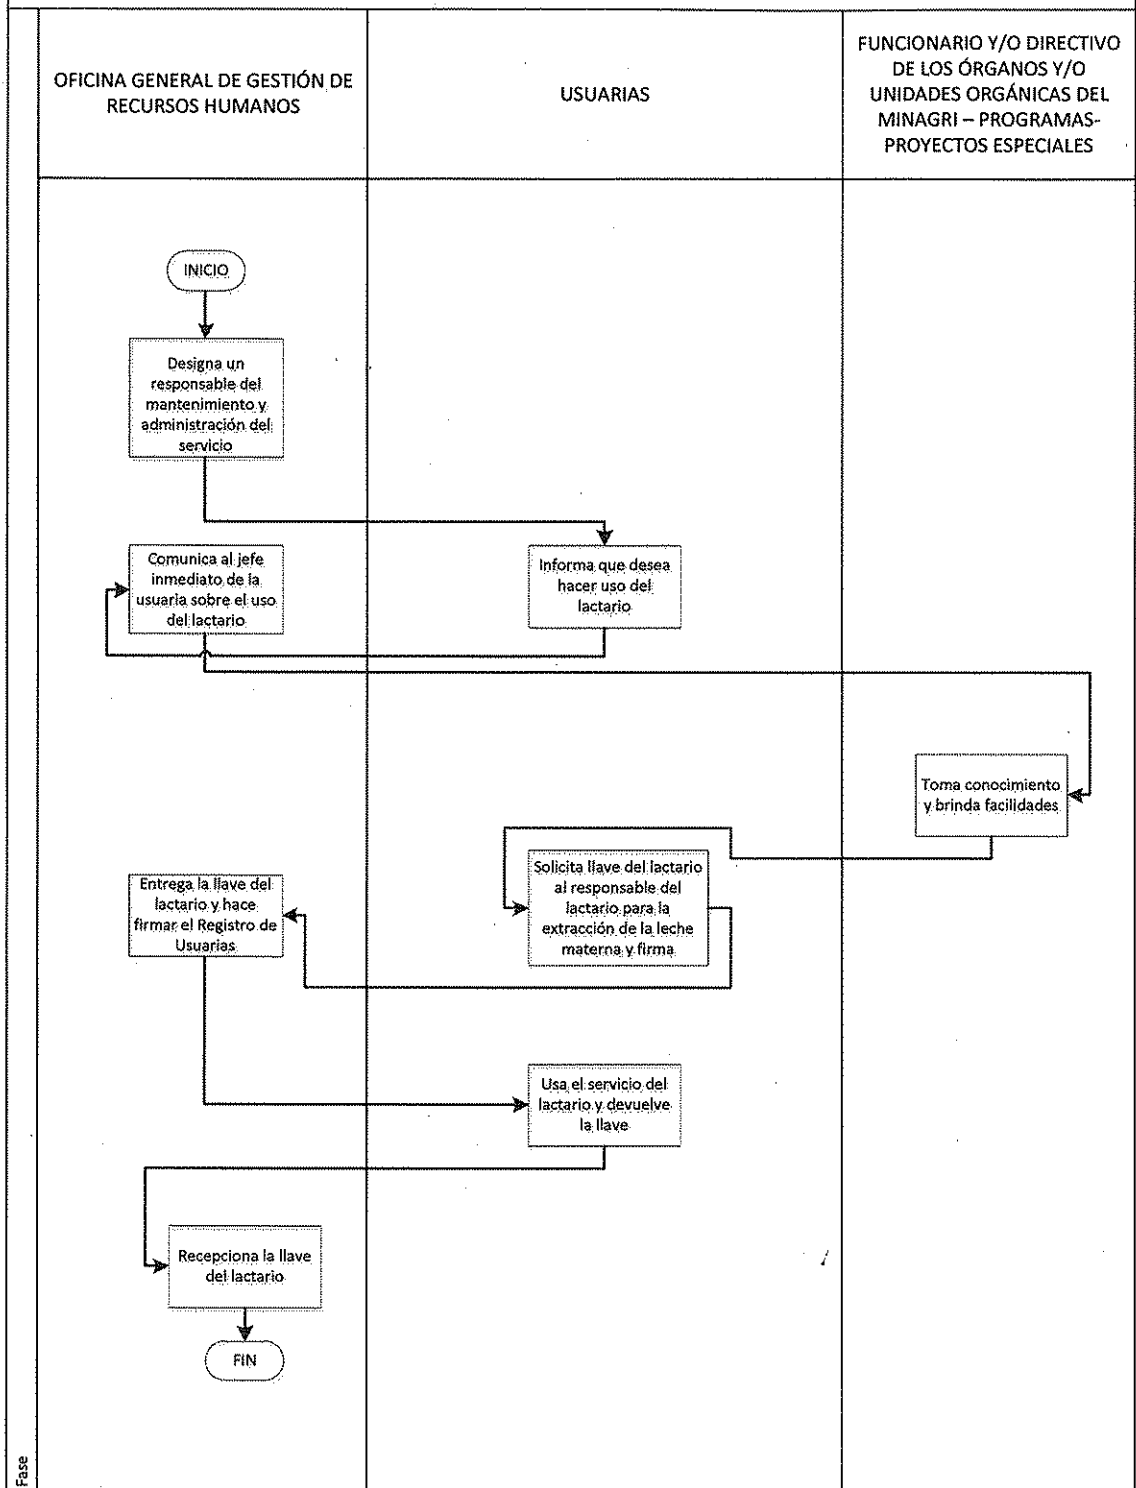 OFICINA GENERAL DE GESTIÓN DE
RECURSOS HUMANOS
USUARIAS
FUNCIONARIO Y/O DIRECTIVO
DE LOS ÓRGANOS Y/O
UNIDADES ORGÁNICAS DEL
MINAGRI – PROGRAMAS-
PROYECTOS ESPECIALES
INICIO
Designa un
responsable del
mantenimiento y
administración del
servicio
Informa que desea
hacer uso del
lactario
Comunica al jefe
inmediato de la
usuaria sobre el uso
del lactario
Toma conocimiento
y brinda facilidades
Solicita llave del lactario
al responsable del
lactario para la
extracción de la leche
materna y firma
Entrega la llave del
lactario y hace
firmar el Registro de
Usuarias
Usa el servicio del
lactario y devuelve
la llave
Recepciona la llave
del lactario
FIN
Fase